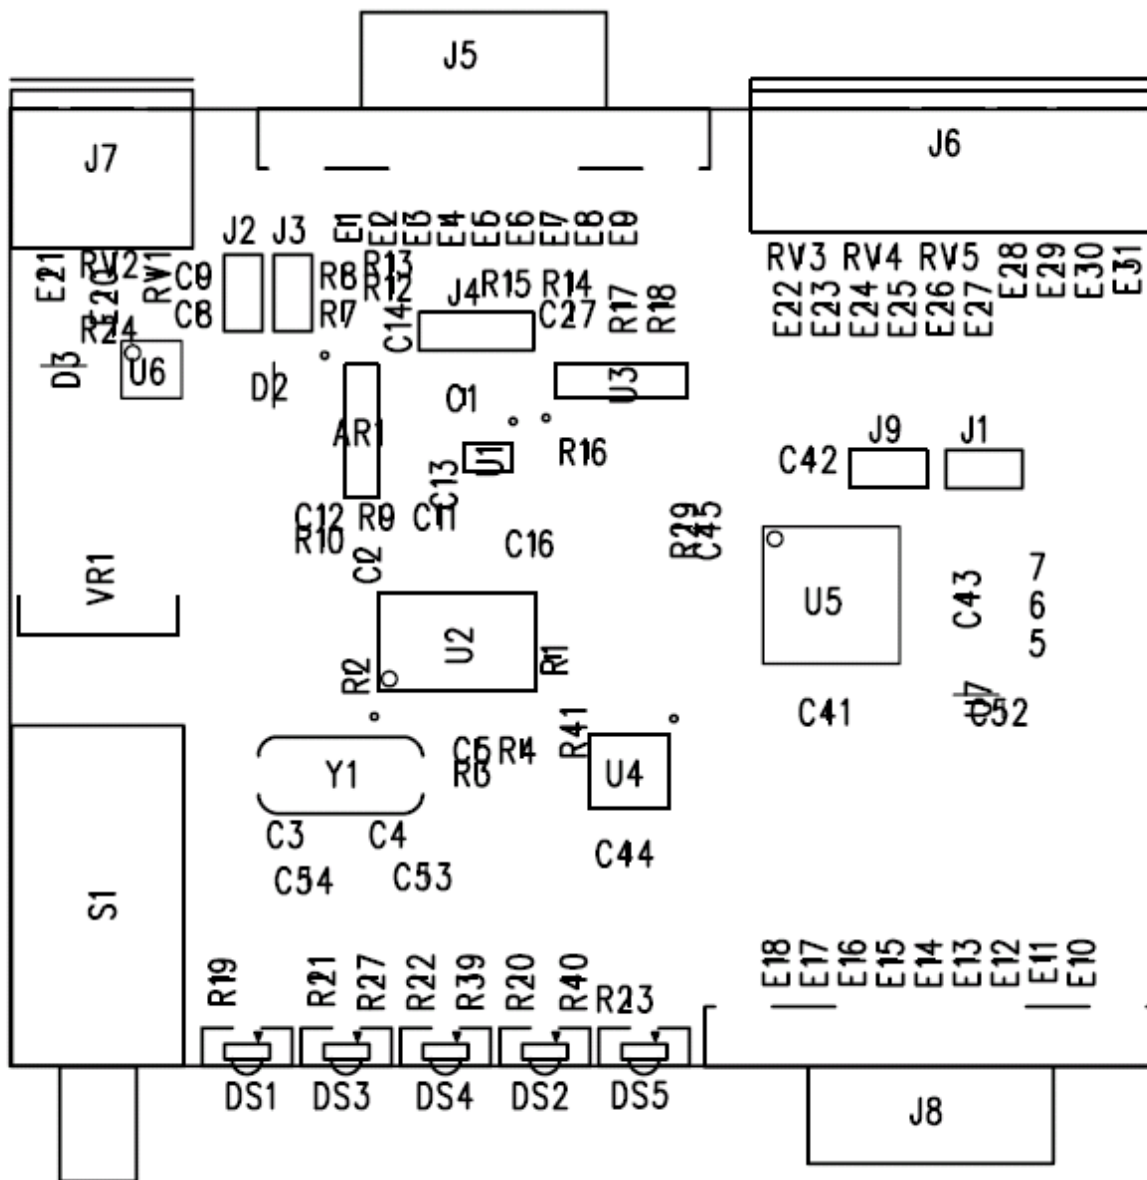 J5
J7
J6
J2 J3
E1 E2 E3 E4 E5 E6 E7 E8 E9
RV2 RV1 C9 R8 R13
E21 E20 C8 R7 R12
R24
J4 R15 R14
C14 C27 R17 R18
RV3 RV4 RV5 E28 E29 E30 E31
E22 E23 E24 E25 E26 E27
D3 U6 D2 U3
AR1 U1 R16
C13
C42 J9 J1
C12 R9 C11
R10 C16 R29 C45
C2
VR1
U2 U5 C43 7
6
5
R2 R1
C41 C52
R41
C5 R4
Y1 R3 U4
C3 C4
C44
C54 C53
S1
R19 R21 R27 R22 R39 R20 R40 R23
E18 E17 E16 E15 E14 E13 E12 E11 E10
DS1 DS3 DS4 DS2 DS5
J8